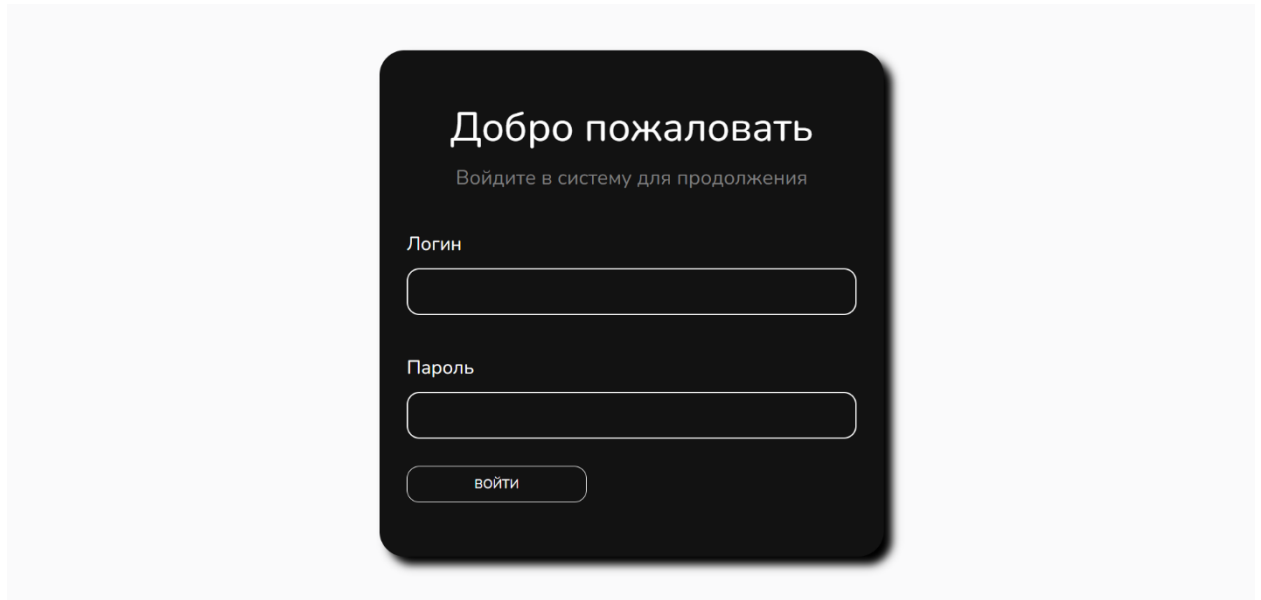 Добро пожаловать
Войдите в систему для продолжения
Логин
Пароль
войти